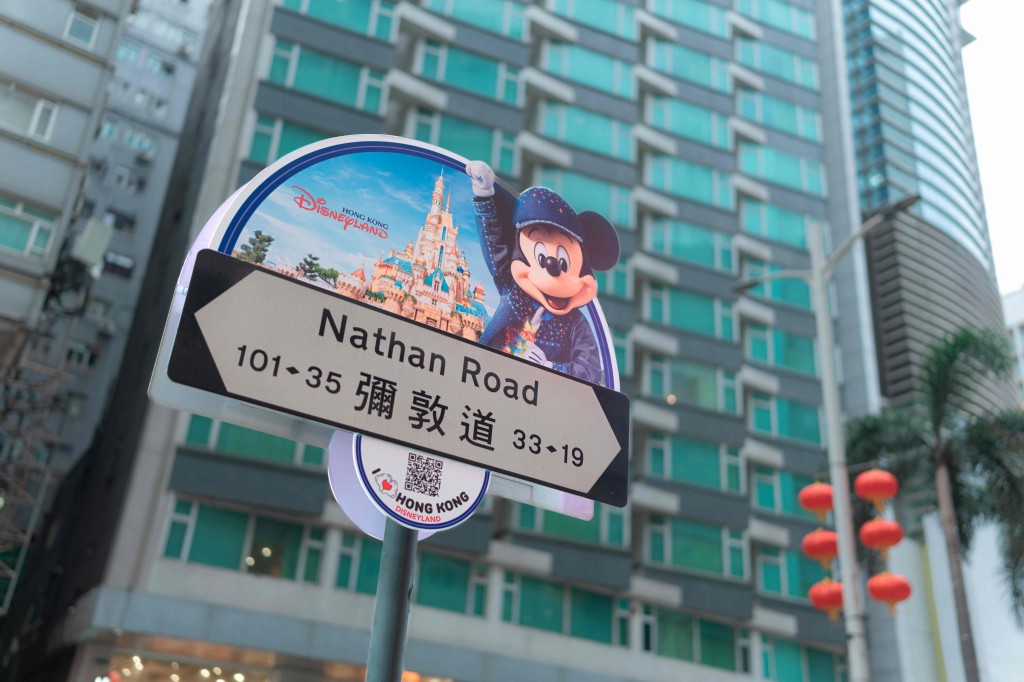 HONG KONG
DISNEYLAND
Nathan Road
101 35 彌敦道 33 19
I
HONG KONG
DISNEYLAND